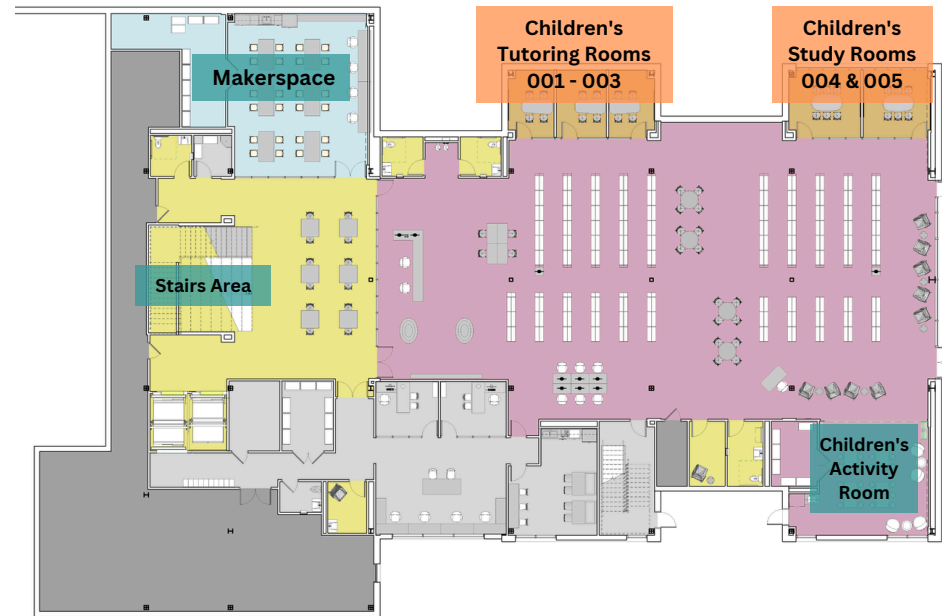 Children's
Tutoring Rooms
001 - 003
Children's
Study Rooms
004 & 005
Makerspace
Stairs Area
Children's
Activity
Room